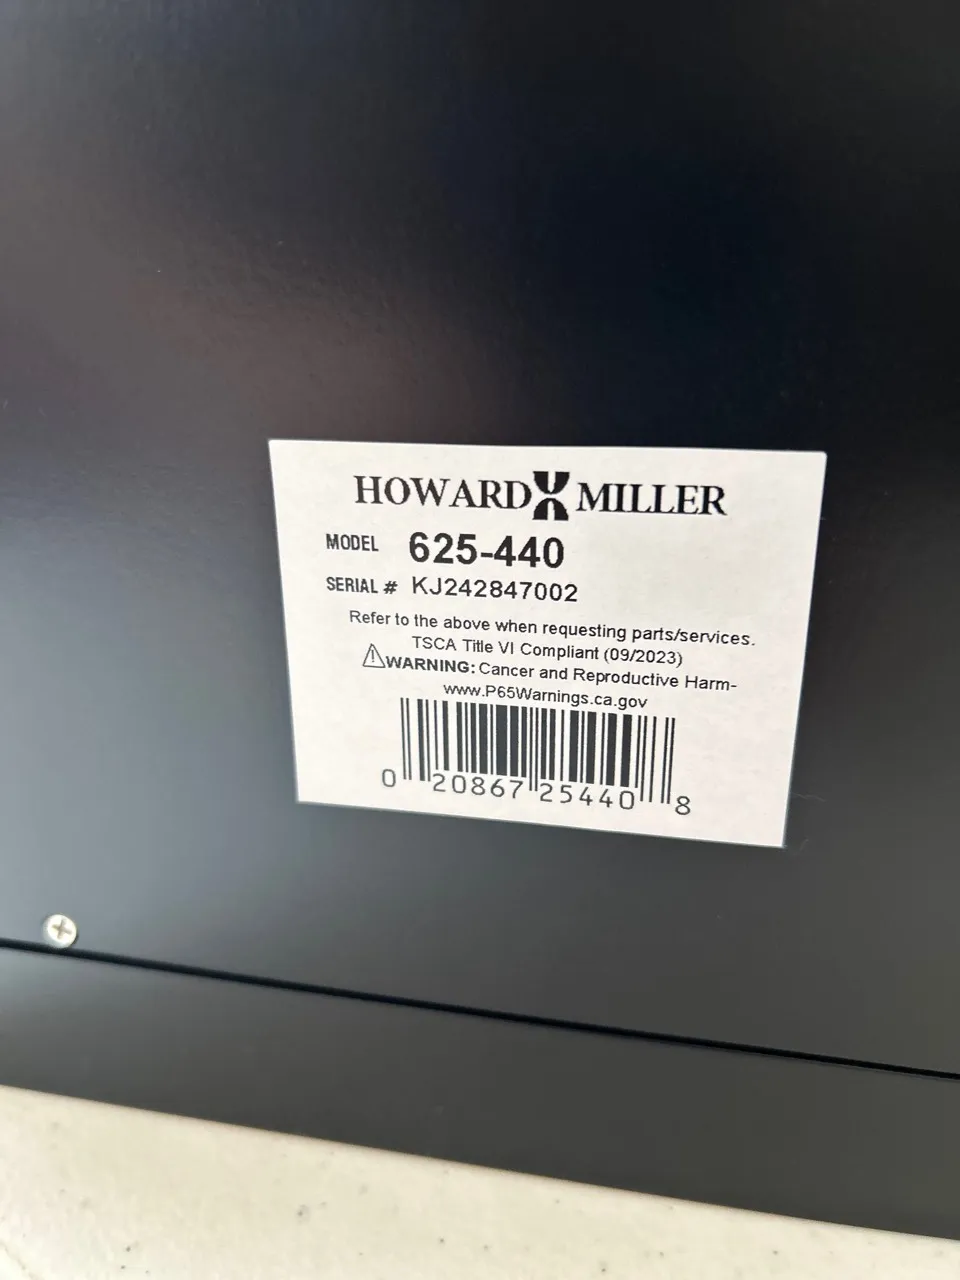 HOWARD MILLER
MODEL 625-440
SERIAL # KJ242847002
Refer to the above when requesting parts/services.
TSCA Title VI Compliant (09/2023)
⚠WARNING: Cancer and Reproductive Harm-
www.P65Warnings.ca.gov
0 20867 25440 8